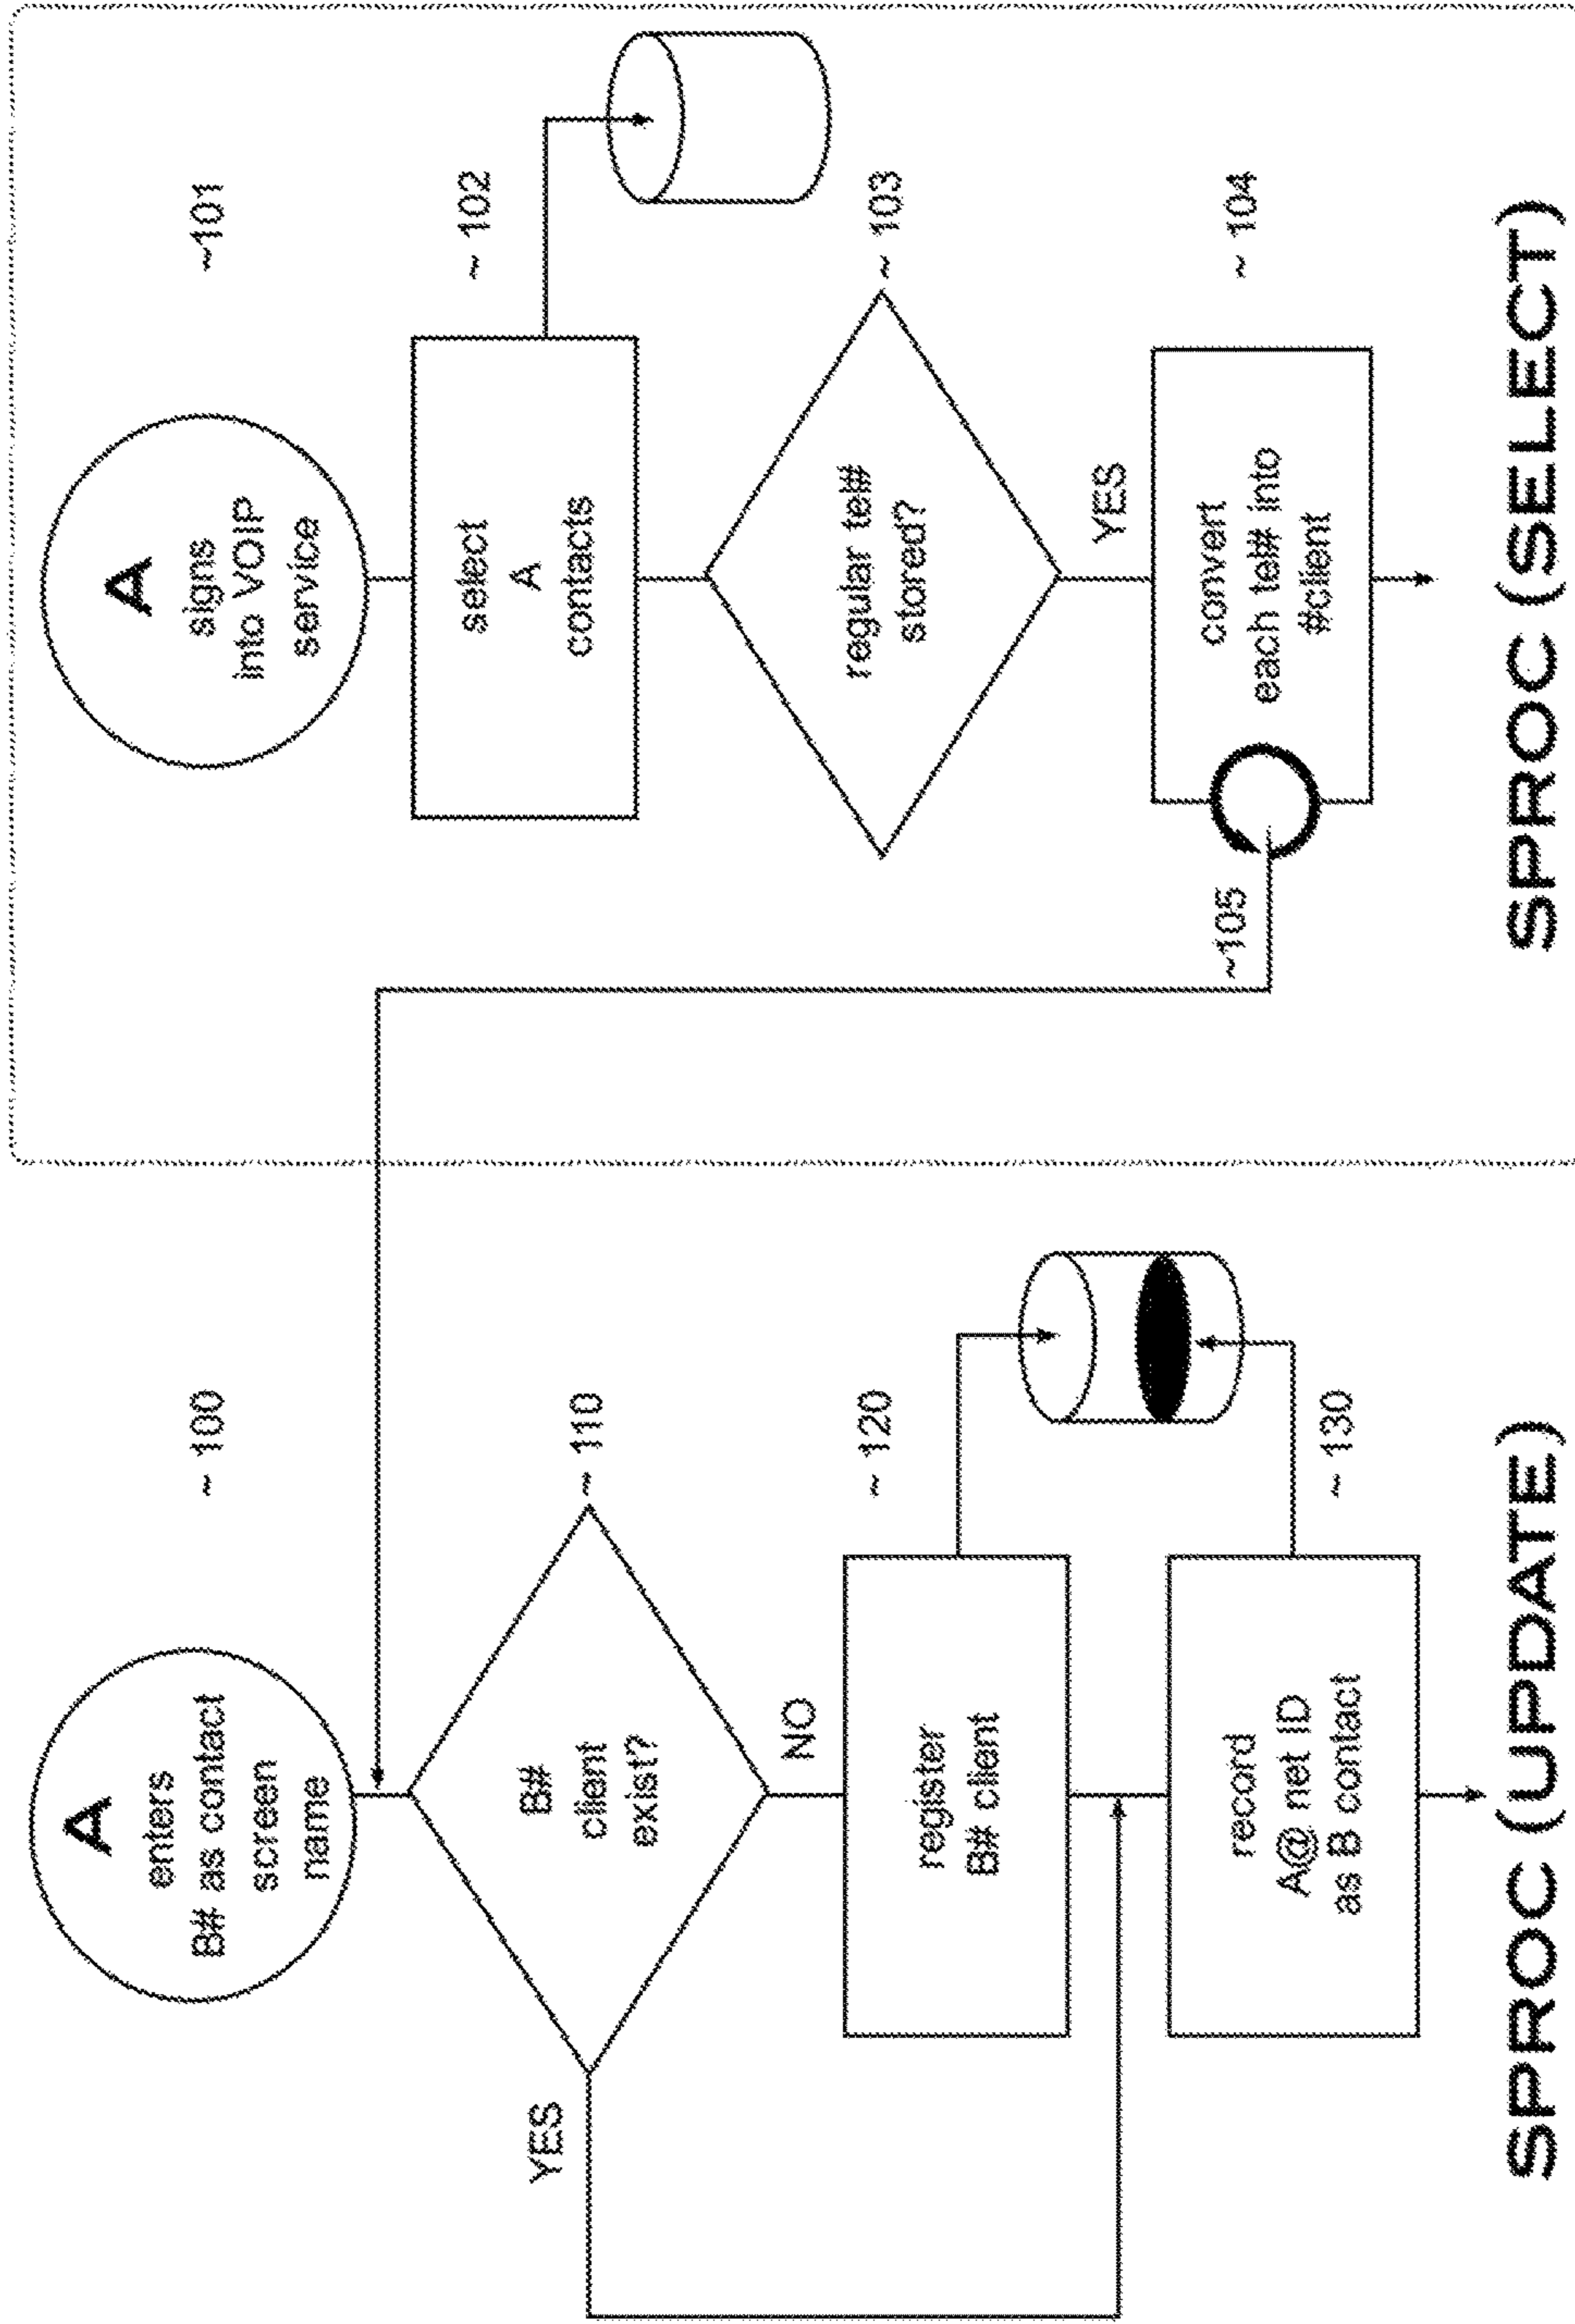 A
enters
B# as contact
screen
name
~ 100
B#
client
exist?
~ 110
YES
NO
register
B# client
~ 120
record
A@ net ID
as B contact
~ 130
SPROC (UPDATE)
A
signs
into VOIP
service
~101
select
A
contacts
~ 102
regular tel#
stored?
~ 103
YES
convert
each tel# into
#client
~ 104
~105
SPROC (SELECT)